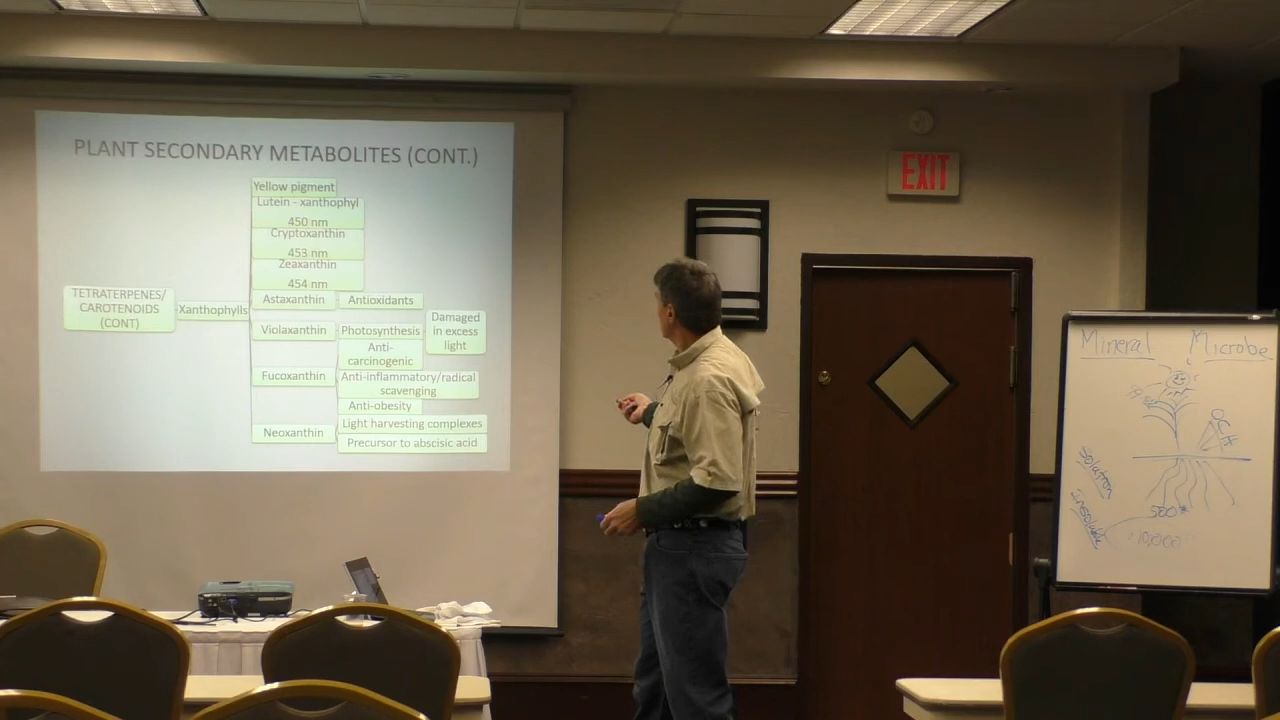 PLANT SECONDARY METABOLITES (CONT.)
Yellow pigment
Lutein - xanthophyl
450 nm
Cryptoxanthin
453 nm
Zeaxanthin
454 nm
TETRATERPENES/
CAROTENOIDS
(CONT)
Xanthophylls
Astaxanthin
Antioxidants
Violaxanthin
Photosynthesis
Damaged
in excess
light
Anti-
carcinogenic
Fucoxanthin
Anti-inflammatory/radical
scavenging
Anti-obesity
Neoxanthin
Light harvesting complexes
Precursor to abscisic acid
EXIT
Mineral Microbe
Solution
Insoluble
500